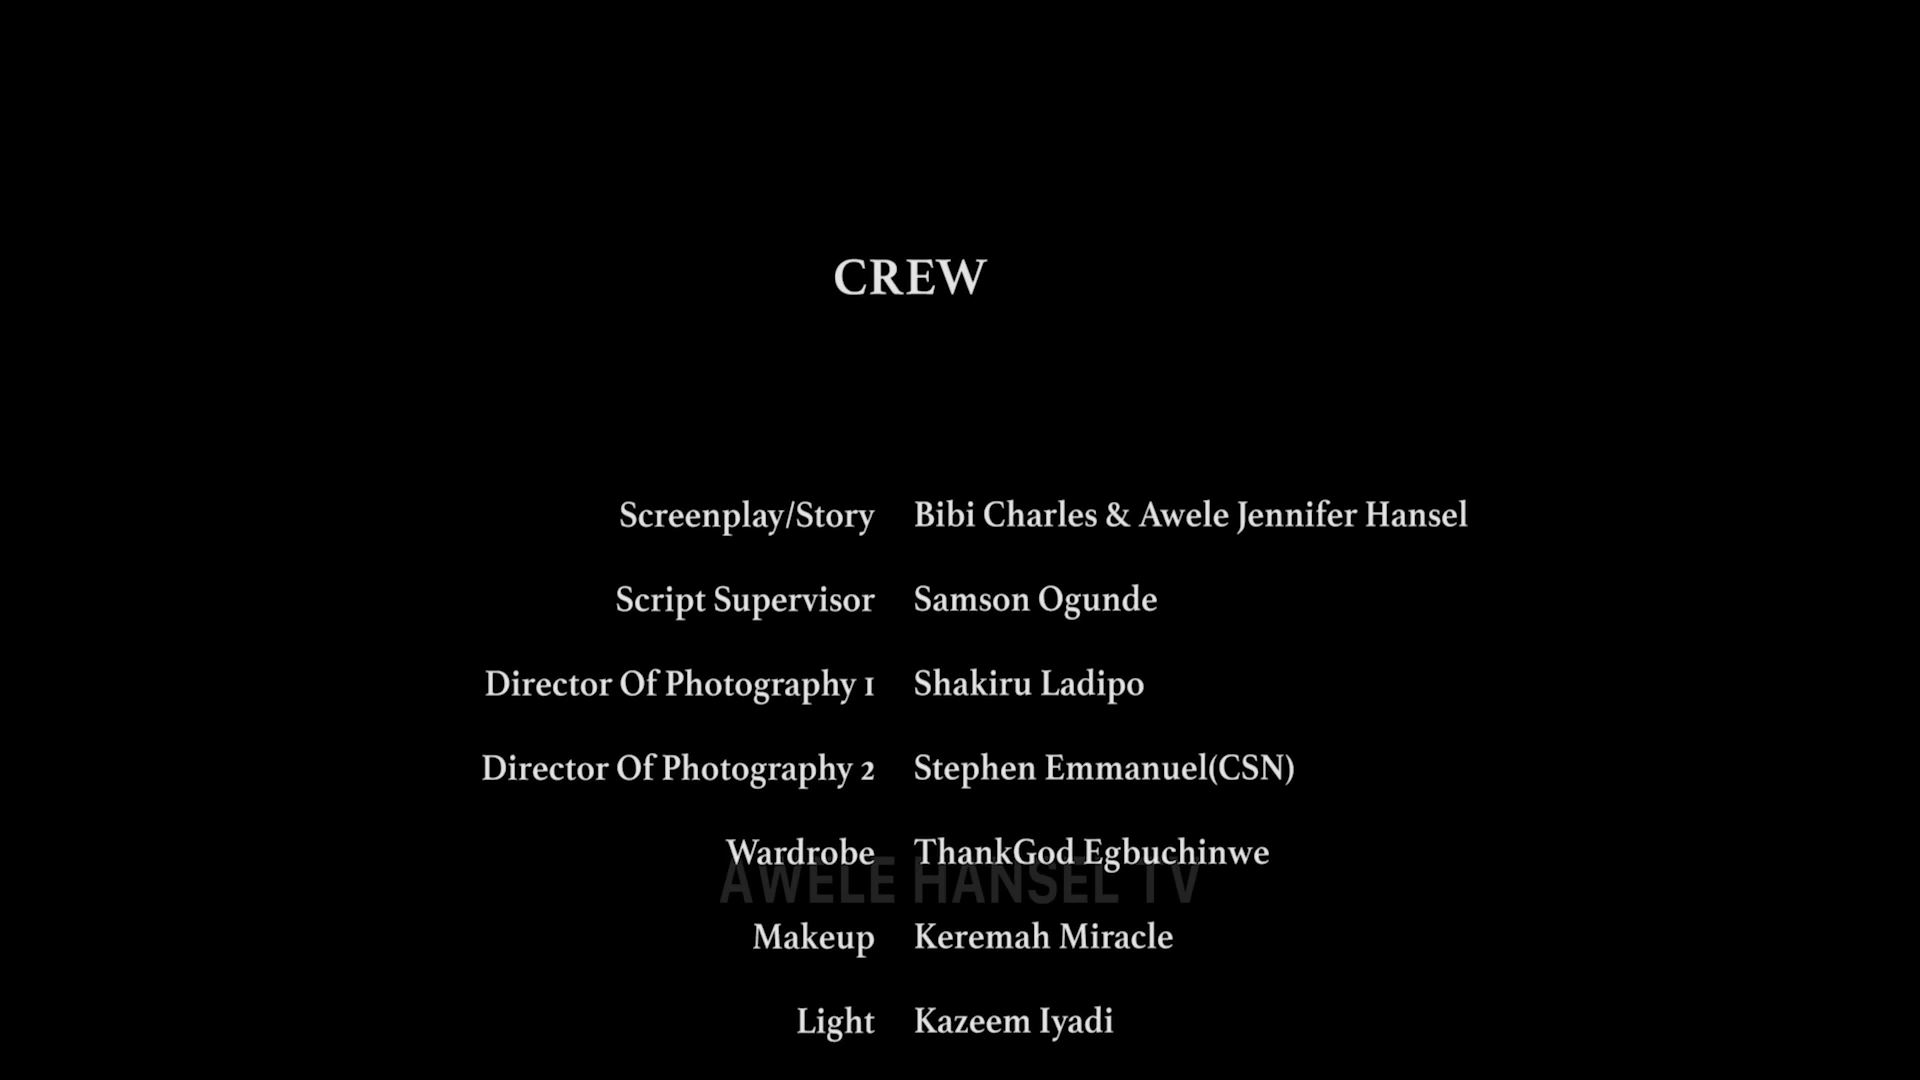 CREW
Screenplay/Story Bibi Charles & Awele Jennifer Hansel
Script Supervisor Samson Ogunde
Director Of Photography 1 Shakiru Ladipo
Director Of Photography 2 Stephen Emmanuel(CSN)
Wardrobe ThankGod Egbuchinwe
AWELE HANSEL TV
Makeup Keremah Miracle
Light Kazeem Iyadi